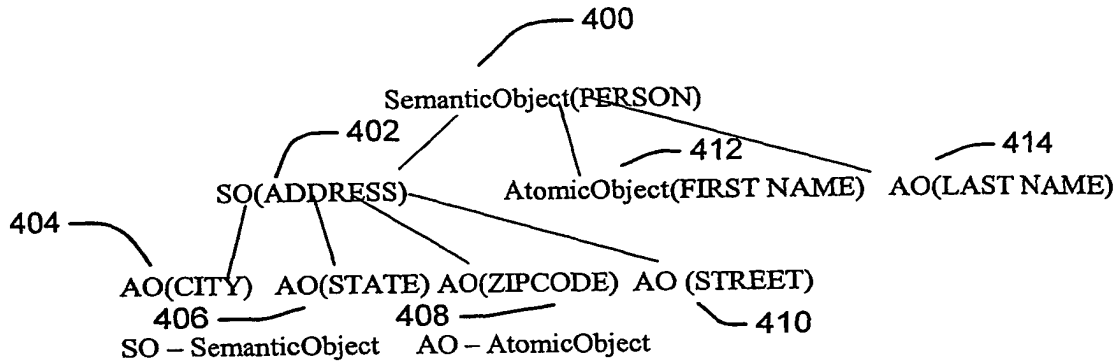 400
SemanticObject(PERSON)
402
412
414
SO(ADDRESS)
AtomicObject(FIRST NAME)
AO(LAST NAME)
404
AO(CITY)
AO(STATE)
AO(ZIPCODE)
AO (STREET)
406
408
410
SO – SemanticObject
AO – AtomicObject